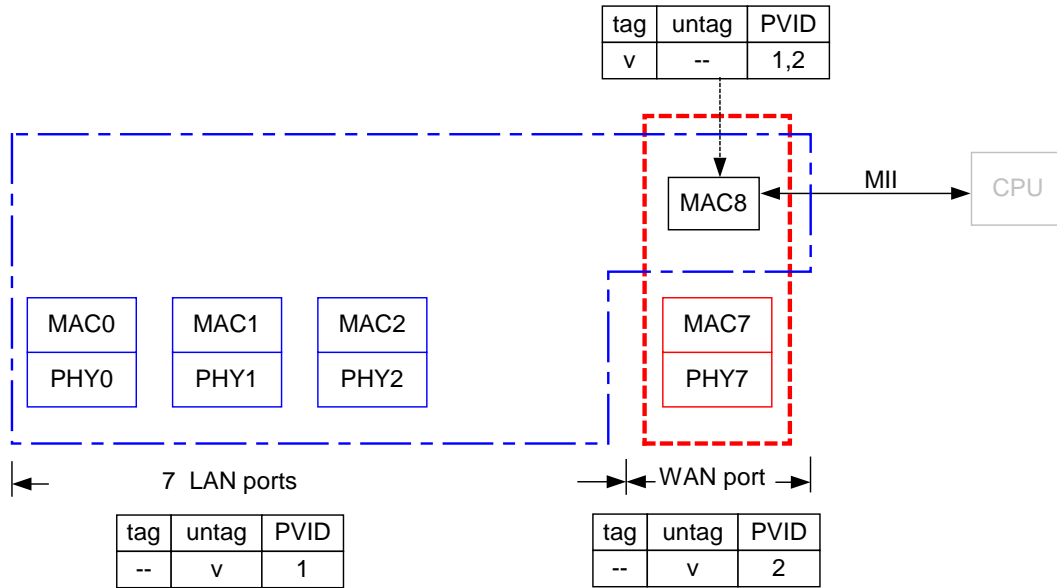 tag untag PVID
v -- 1,2
MII
CPU
MAC8
MAC0 MAC1 MAC2 MAC7
PHY0 PHY1 PHY2 PHY7
7 LAN ports WAN port
tag untag PVID tag untag PVID
-- v 1 -- v 2